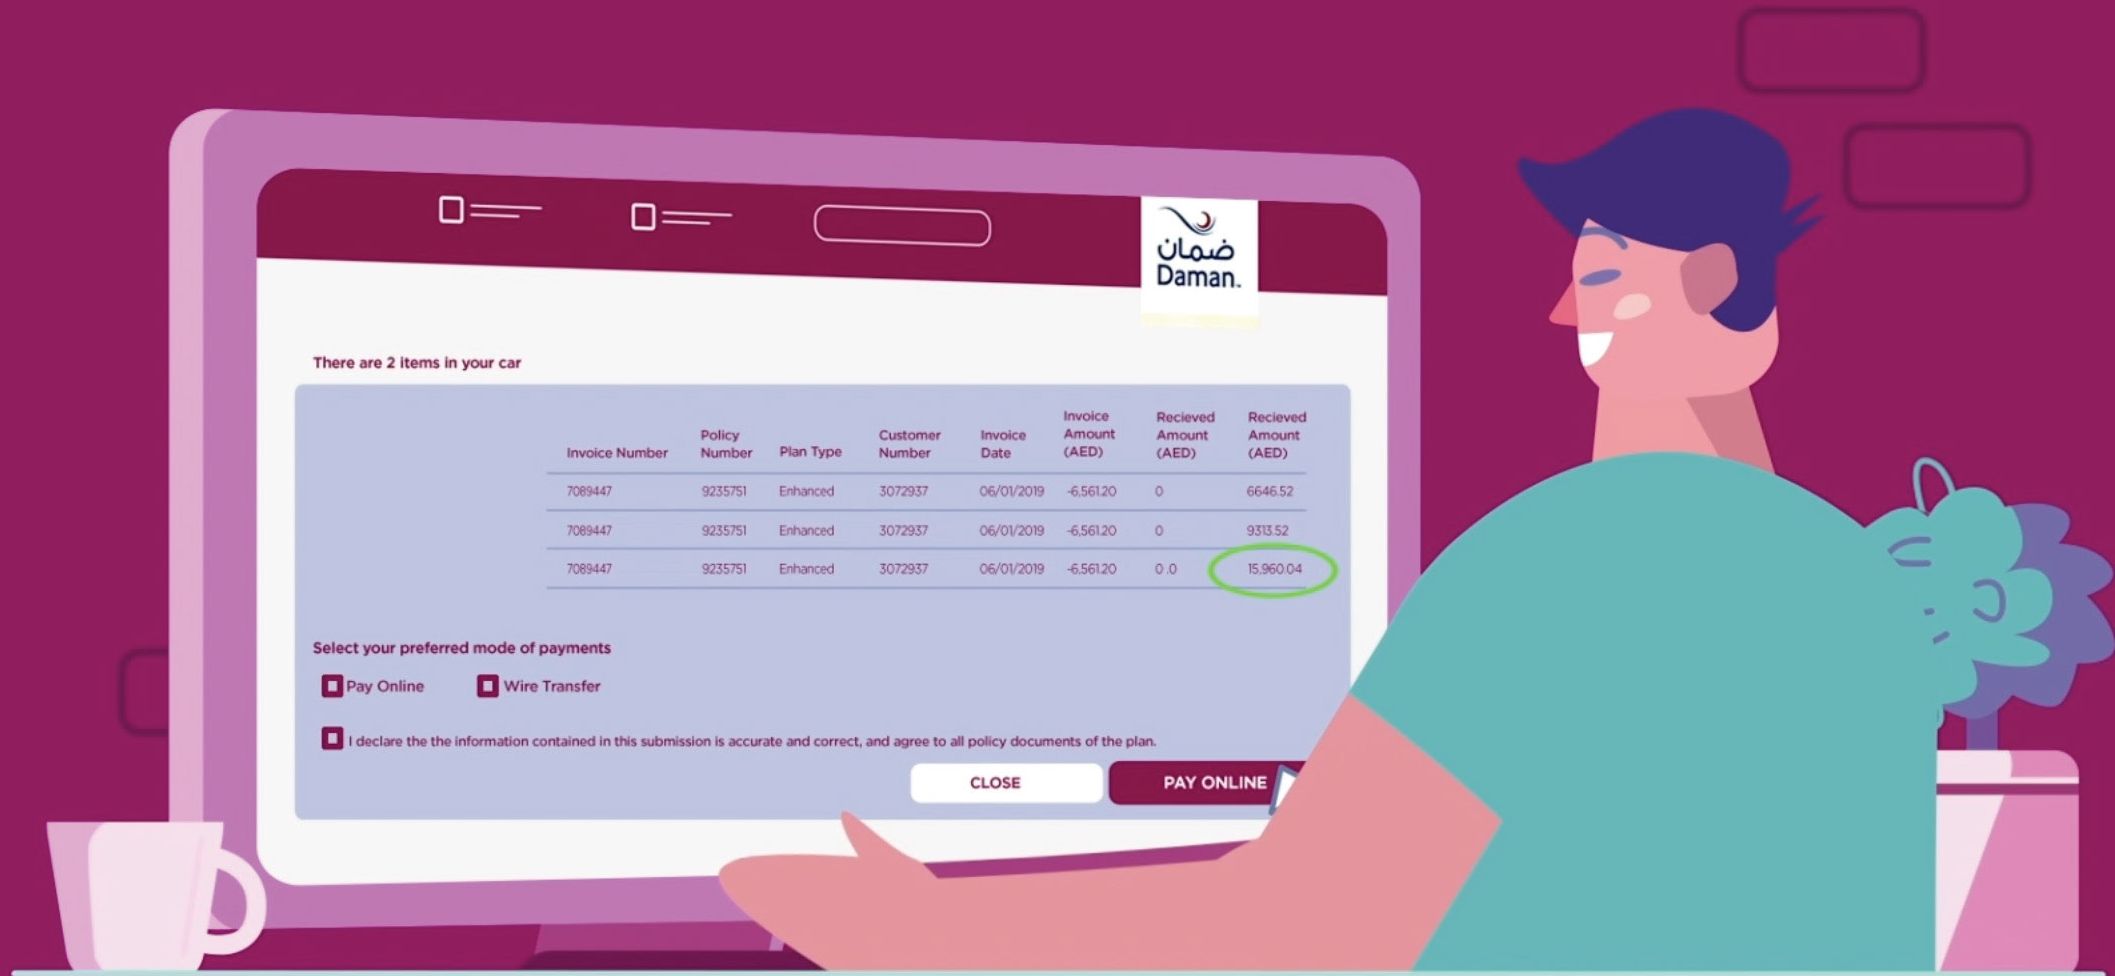 ضمان
Daman.
There are 2 items in your car
Invoice Number Policy Number Plan Type Customer Number Invoice Date Invoice Amount (AED) Recieved Amount (AED) Recieved Amount (AED)
7089447 9235751 Enhanced 3072937 06/01/2019 -6,561.20 0 6646.52
7089447 9235751 Enhanced 3072937 06/01/2019 -6,561.20 0 9313.52
7089447 9235751 Enhanced 3072937 06/01/2019 -6,561.20 0 .0 15,960.04
Select your preferred mode of payments
Pay Online Wire Transfer
I declare the the information contained in this submission is accurate and correct, and agree to all policy documents of the plan.
CLOSE PAY ONLINE